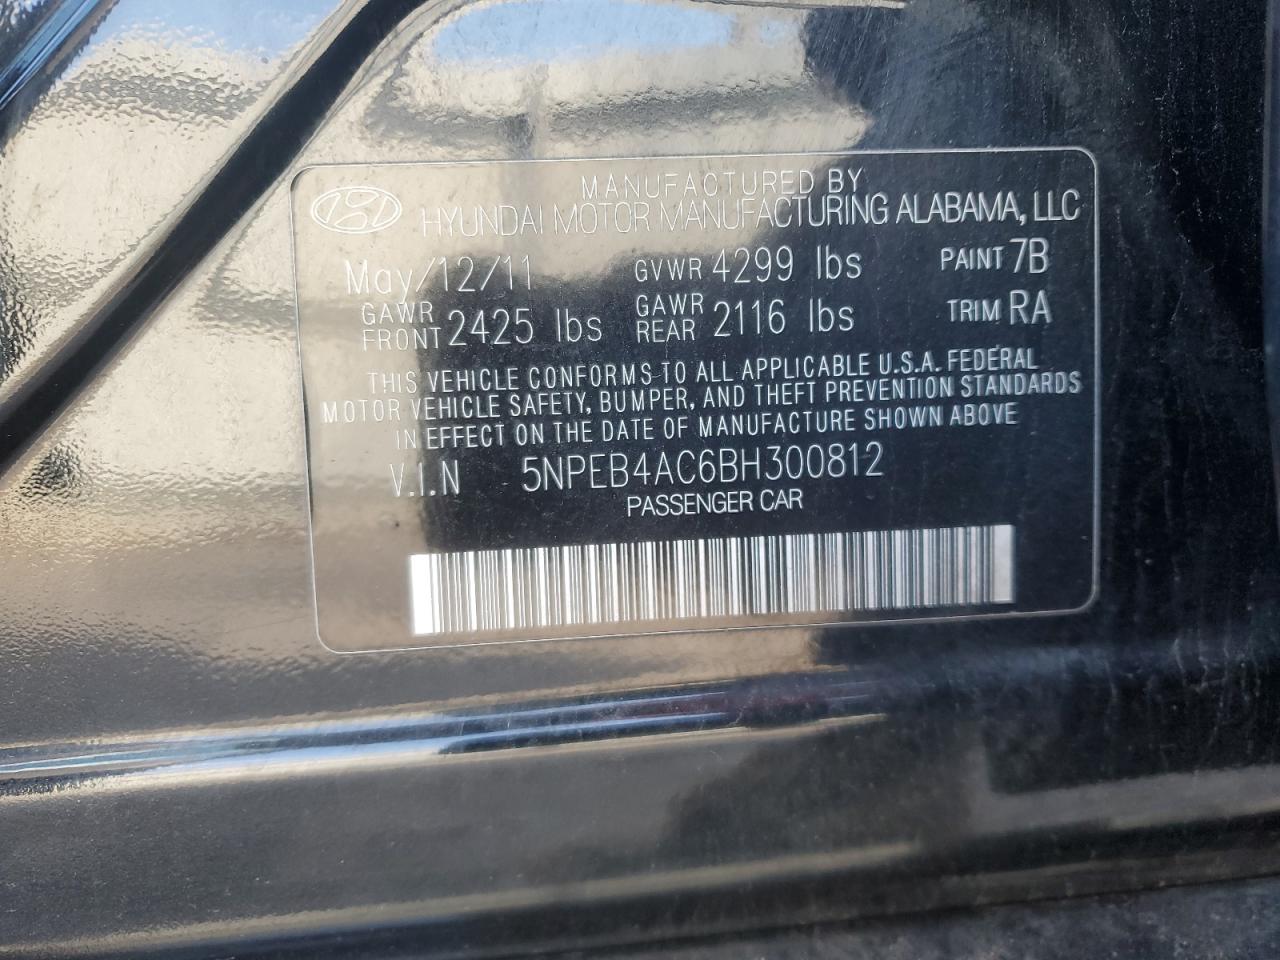 MANUFACTURED BY
HYUNDAI MOTOR MANUFACTURING ALABAMA, LLC
May/12/11 GVWR 4299 lbs PAINT 7B
GAWR FRONT 2425 lbs GAWR REAR 2116 lbs TRIM RA
THIS VEHICLE CONFORMS TO ALL APPLICABLE U.S.A. FEDERAL
MOTOR VEHICLE SAFETY, BUMPER, AND THEFT PREVENTION STANDARDS
IN EFFECT ON THE DATE OF MANUFACTURE SHOWN ABOVE
V.I.N 5NPEB4AC6BH300812
PASSENGER CAR